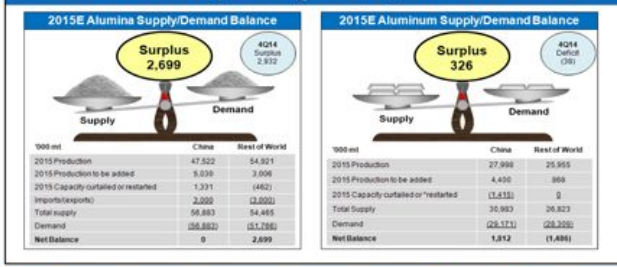 2015E Alumina Supply/Demand Balance
Surplus
2,699
4Q14
Surplus
2,932
Supply
Demand
'000 mt China Rest of World
2015 Production 47,522 54,921
2015 Production to be added 5,030 3,006
2015 Capacity curtailed or restarted 1,331 (462)
Imports/(exports) 3,000 (3,000)
Total supply 56,883 54,465
Demand (56,883) (51,766)
Net Balance 0 2,699
2015E Aluminum Supply/Demand Balance
Surplus
326
4Q14
Deficit
(38)
Supply
Demand
'000 mt China Rest of World
2015 Production 27,998 25,955
2015 Production to be added 4,400 868
2015 Capacity curtailed or *restarted (1,415) 0
Total Supply 30,983 26,823
Demand (29,171) (28,309)
Net Balance 1,812 (1,486)